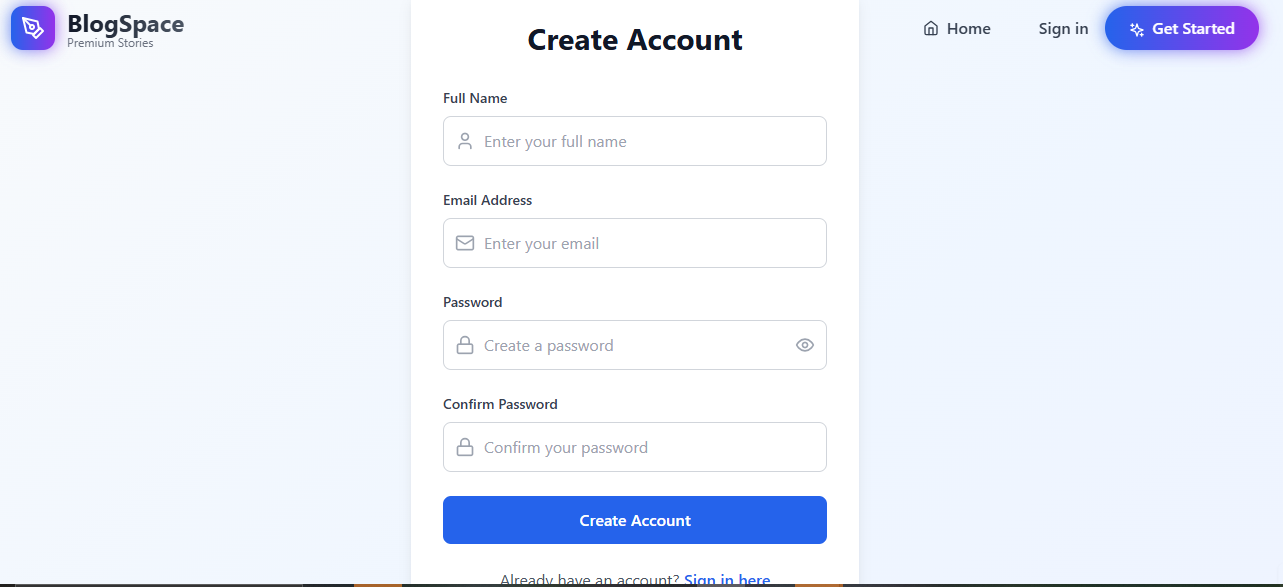 BlogSpace
Premium Stories
Home
Sign in
Get Started
Create Account
Full Name
Enter your full name
Email Address
Enter your email
Password
Create a password
Confirm Password
Confirm your password
Create Account
Already have an account? Sign in here